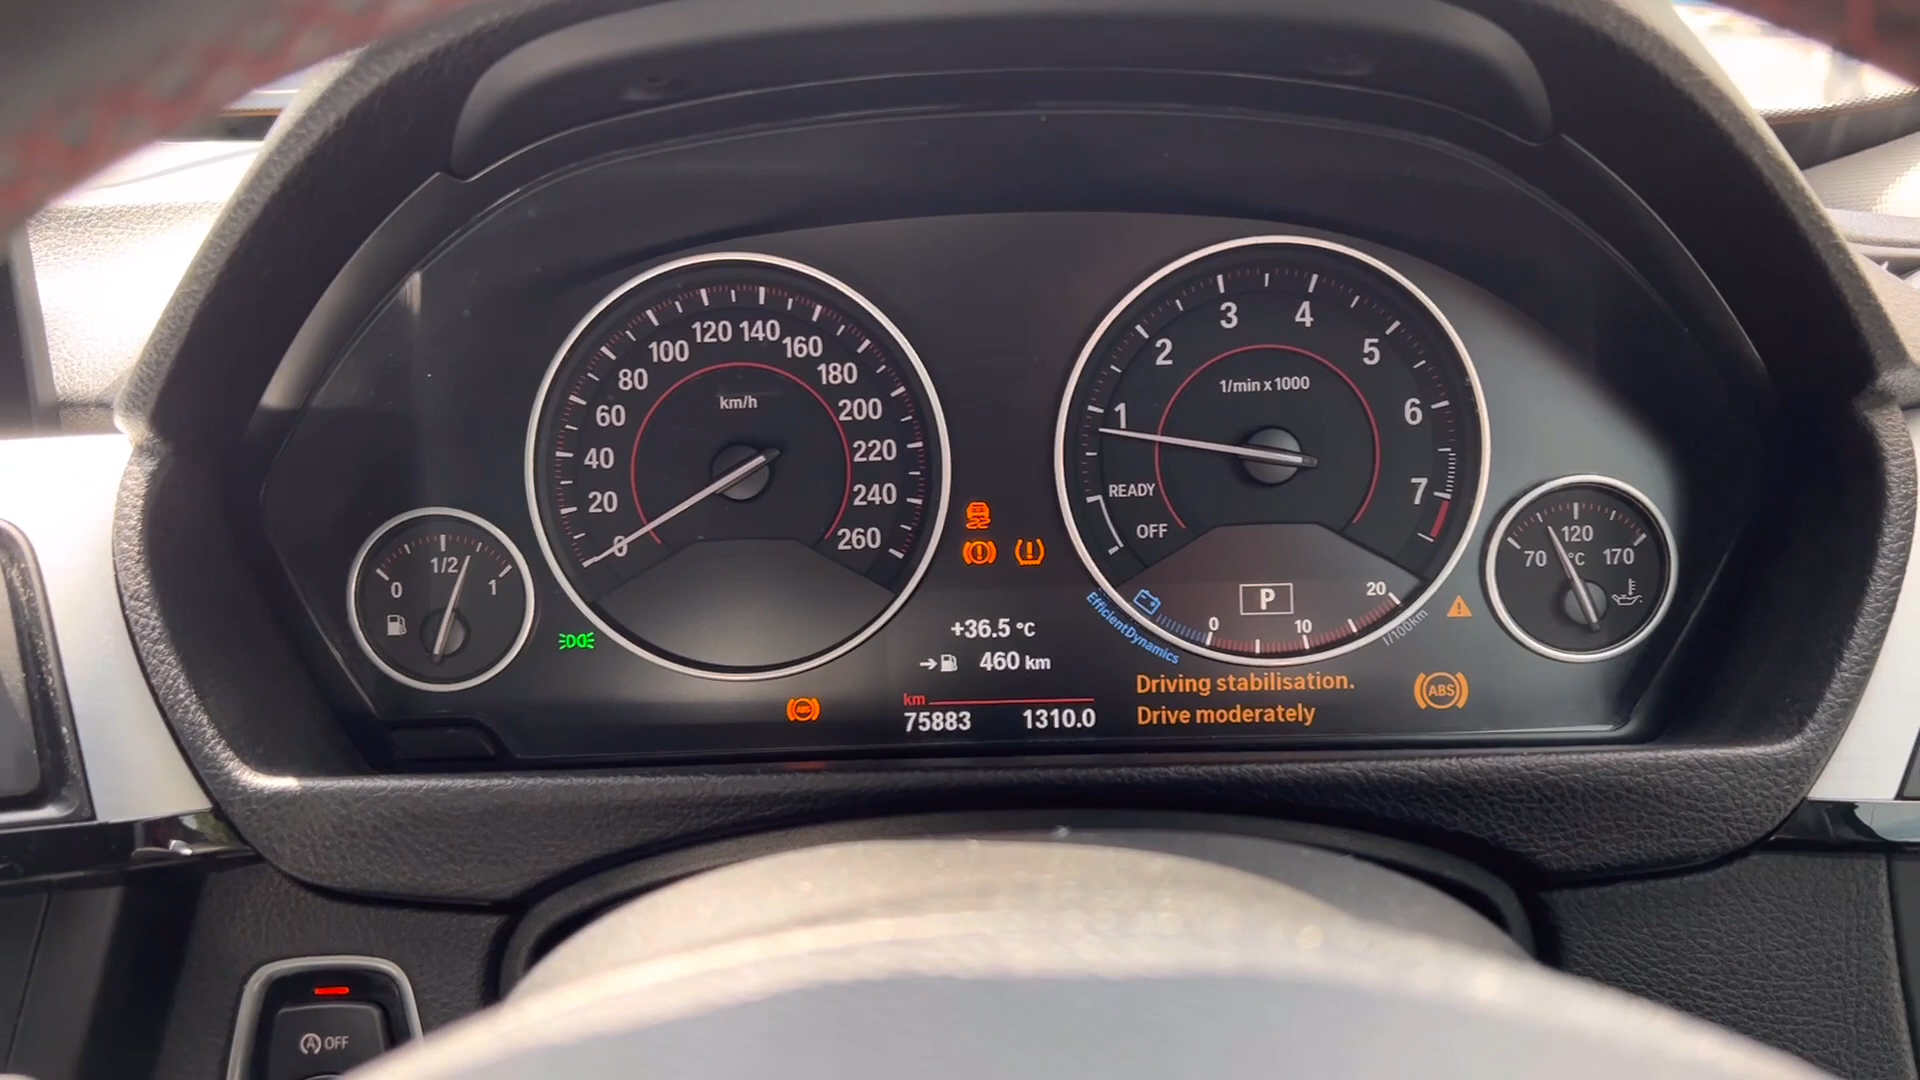 km/h
0
20
40
60
80
100
120
140
160
180
200
220
240
260
1/min x 1000
1
2
3
4
5
6
7
READY
OFF
0
1/2
1
70
120
170
°C
P
0
10
20
l/100km
EfficientDynamics
+36.5 °C
460 km
km
75883
1310.0
Driving stabilisation.
Drive moderately
ABS
ABS
A OFF